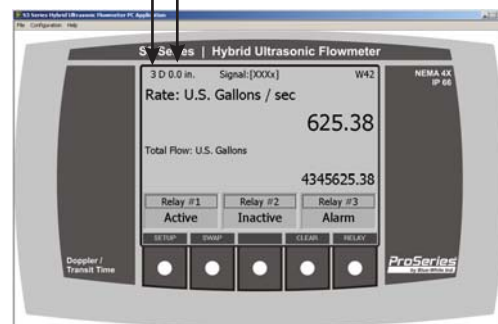 S3 Series Hybrid Ultrasonic Flowmeter PC Application
File Configuration Help
S3 Series | Hybrid Ultrasonic Flowmeter
3 D 0.0 in. Signal:[XXXx] W42
NEMA 4X
IP 66
Rate: U.S. Gallons / sec
625.38
Total Flow: U.S. Gallons
4345625.38
Relay #1 Relay #2 Relay #3
Active Inactive Alarm
SETUP SWAP CLEAR RELAY
Doppler /
Transit Time
ProSeries
by Blue-White Ind.